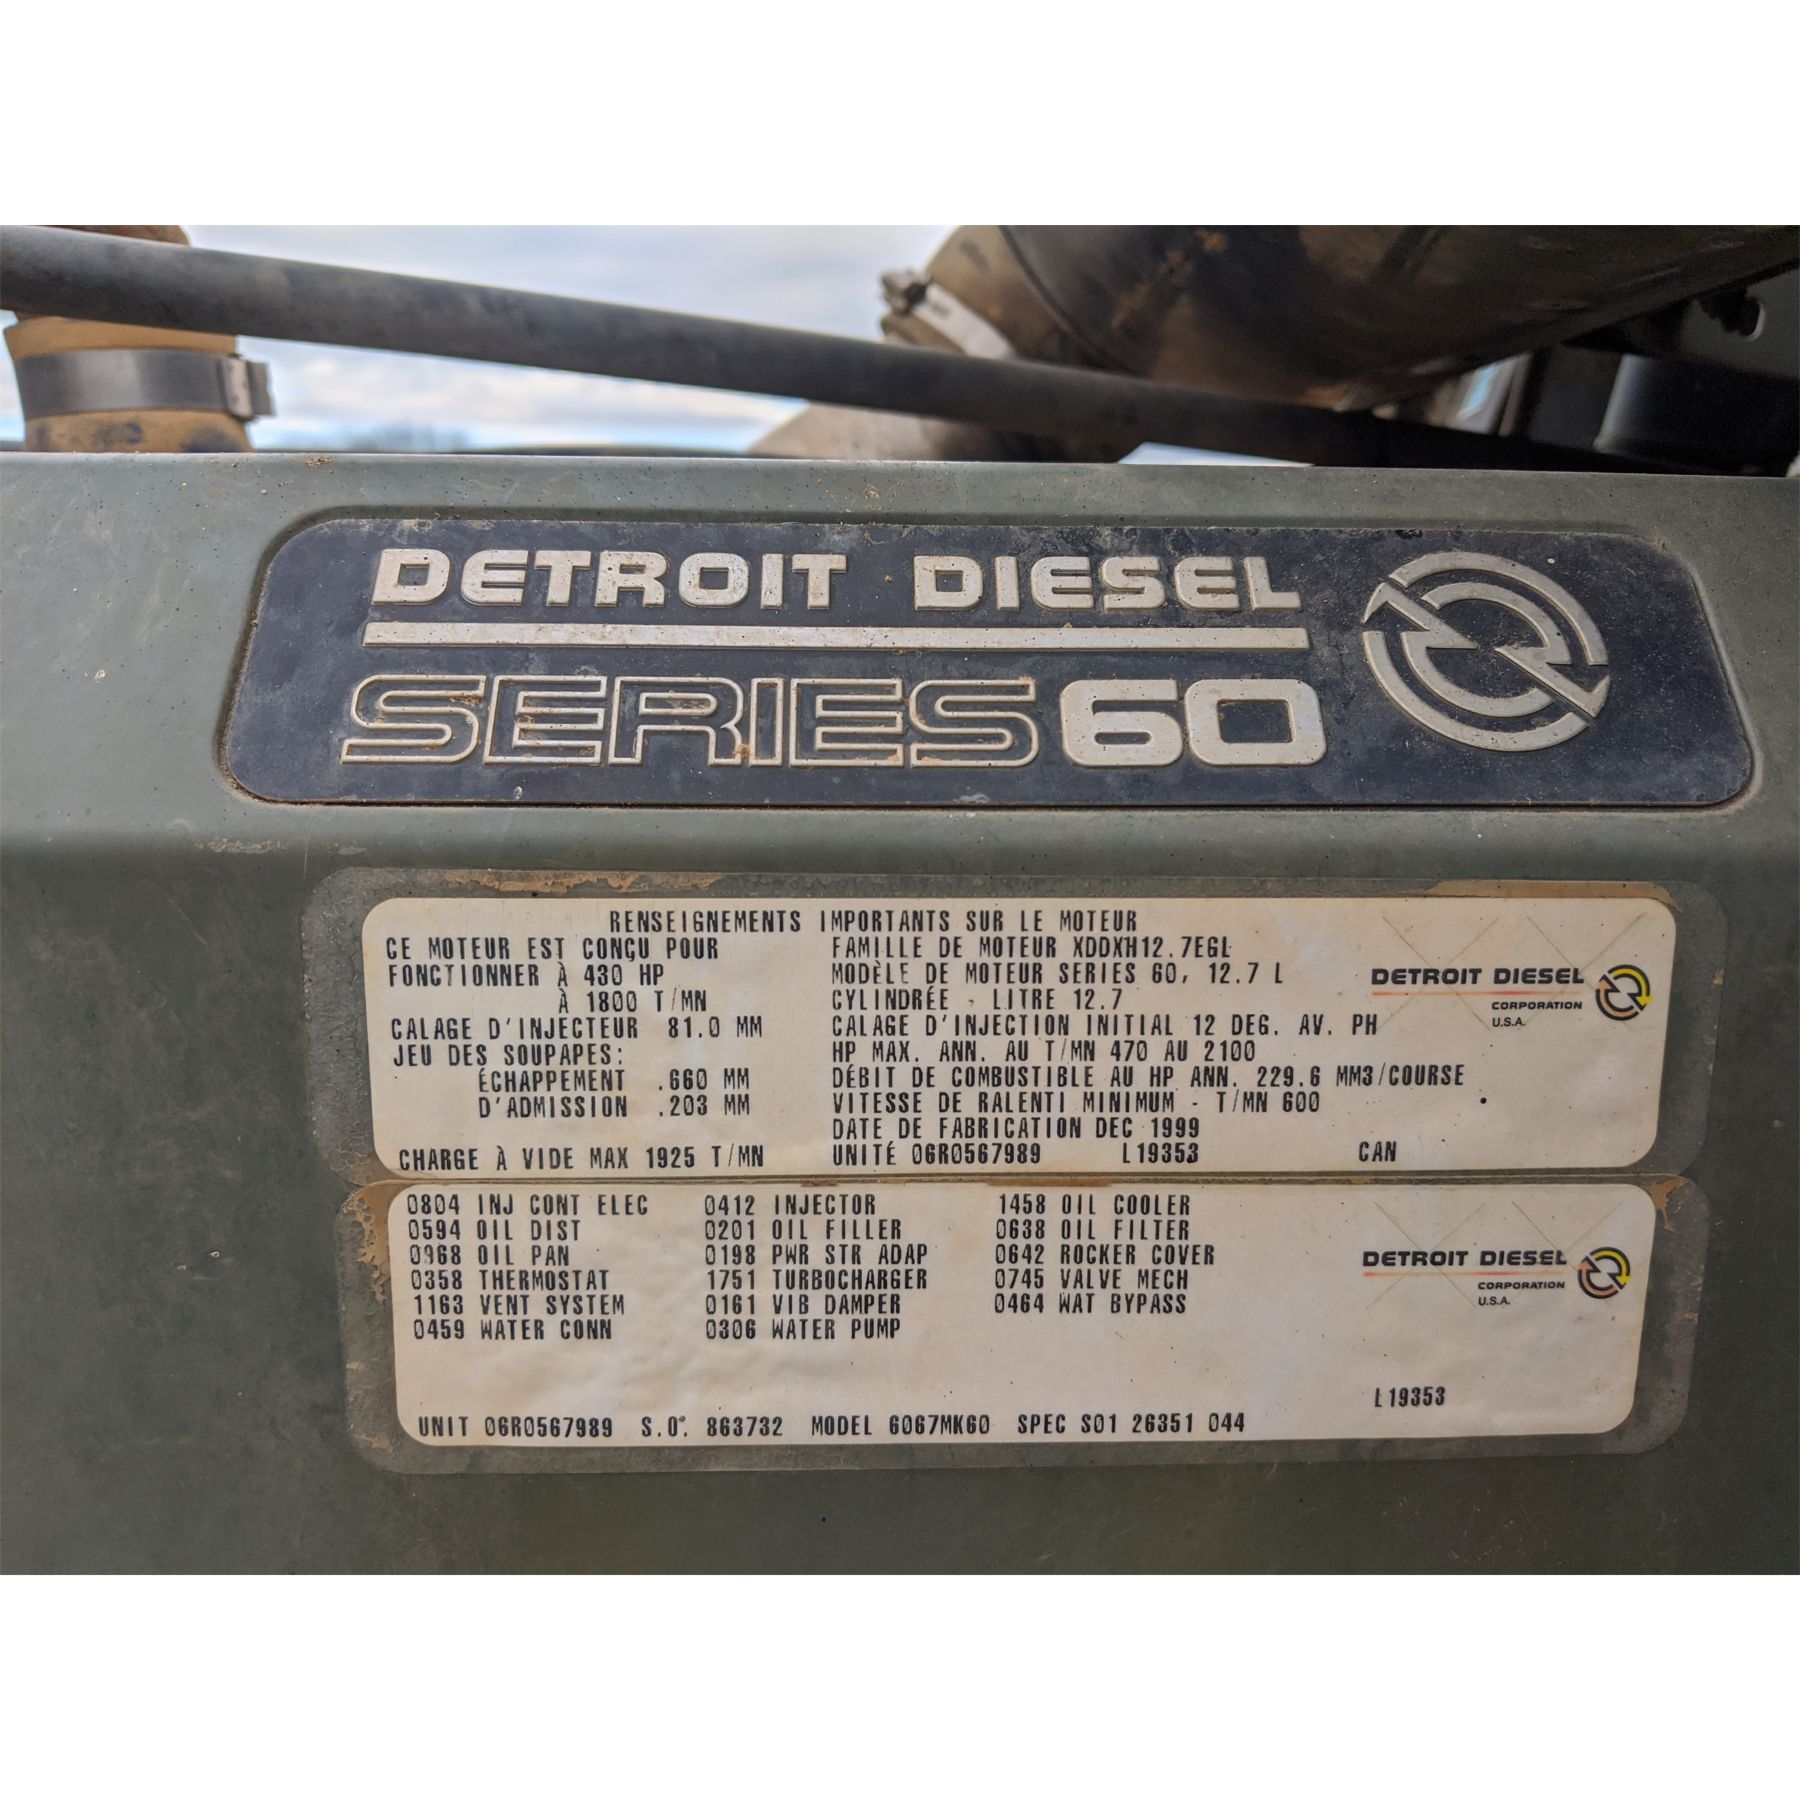 DETROIT DIESEL
SERIES 60
RENSEIGNEMENTS IMPORTANTS SUR LE MOTEUR
CE MOTEUR EST CONÇU POUR
FONCTIONNER À 430 HP
À 1800 T/MN
CALAGE D'INJECTEUR 81.0 MM
JEU DES SOUPAPES:
ÉCHAPPEMENT .660 MM
D'ADMISSION .203 MM
CHARGE À VIDE MAX 1925 T/MN
FAMILLE DE MOTEUR XDDXH12.7EGL
MODÈLE DE MOTEUR SERIES 60, 12.7 L
CYLINDRÉE - LITRE 12.7
CALAGE D'INJECTION INITIAL 12 DEG. AV. PH
HP MAX. ANN. AU T/MN 470 AU 2100
DÉBIT DE COMBUSTIBLE AU HP ANN. 229.6 MM3/COURSE
VITESSE DE RALENTI MINIMUM - T/MN 600
DATE DE FABRICATION DEC 1999
UNITÉ 06R0567989 L19353 CAN
DETROIT DIESEL
CORPORATION
U.S.A.
0804 INJ CONT ELEC 0412 INJECTOR 1458 OIL COOLER
0594 OIL DIST 0201 OIL FILLER 0638 OIL FILTER
0968 OIL PAN 0198 PWR STR ADAP 0642 ROCKER COVER
0358 THERMOSTAT 1751 TURBOCHARGER 0745 VALVE MECH
1163 VENT SYSTEM 0161 VIB DAMPER 0464 WAT BYPASS
0459 WATER CONN 0306 WATER PUMP
DETROIT DIESEL
CORPORATION
U.S.A.
L19353
UNIT 06R0567989 S.O. 863732 MODEL 6067MK60 SPEC S01 26351 044